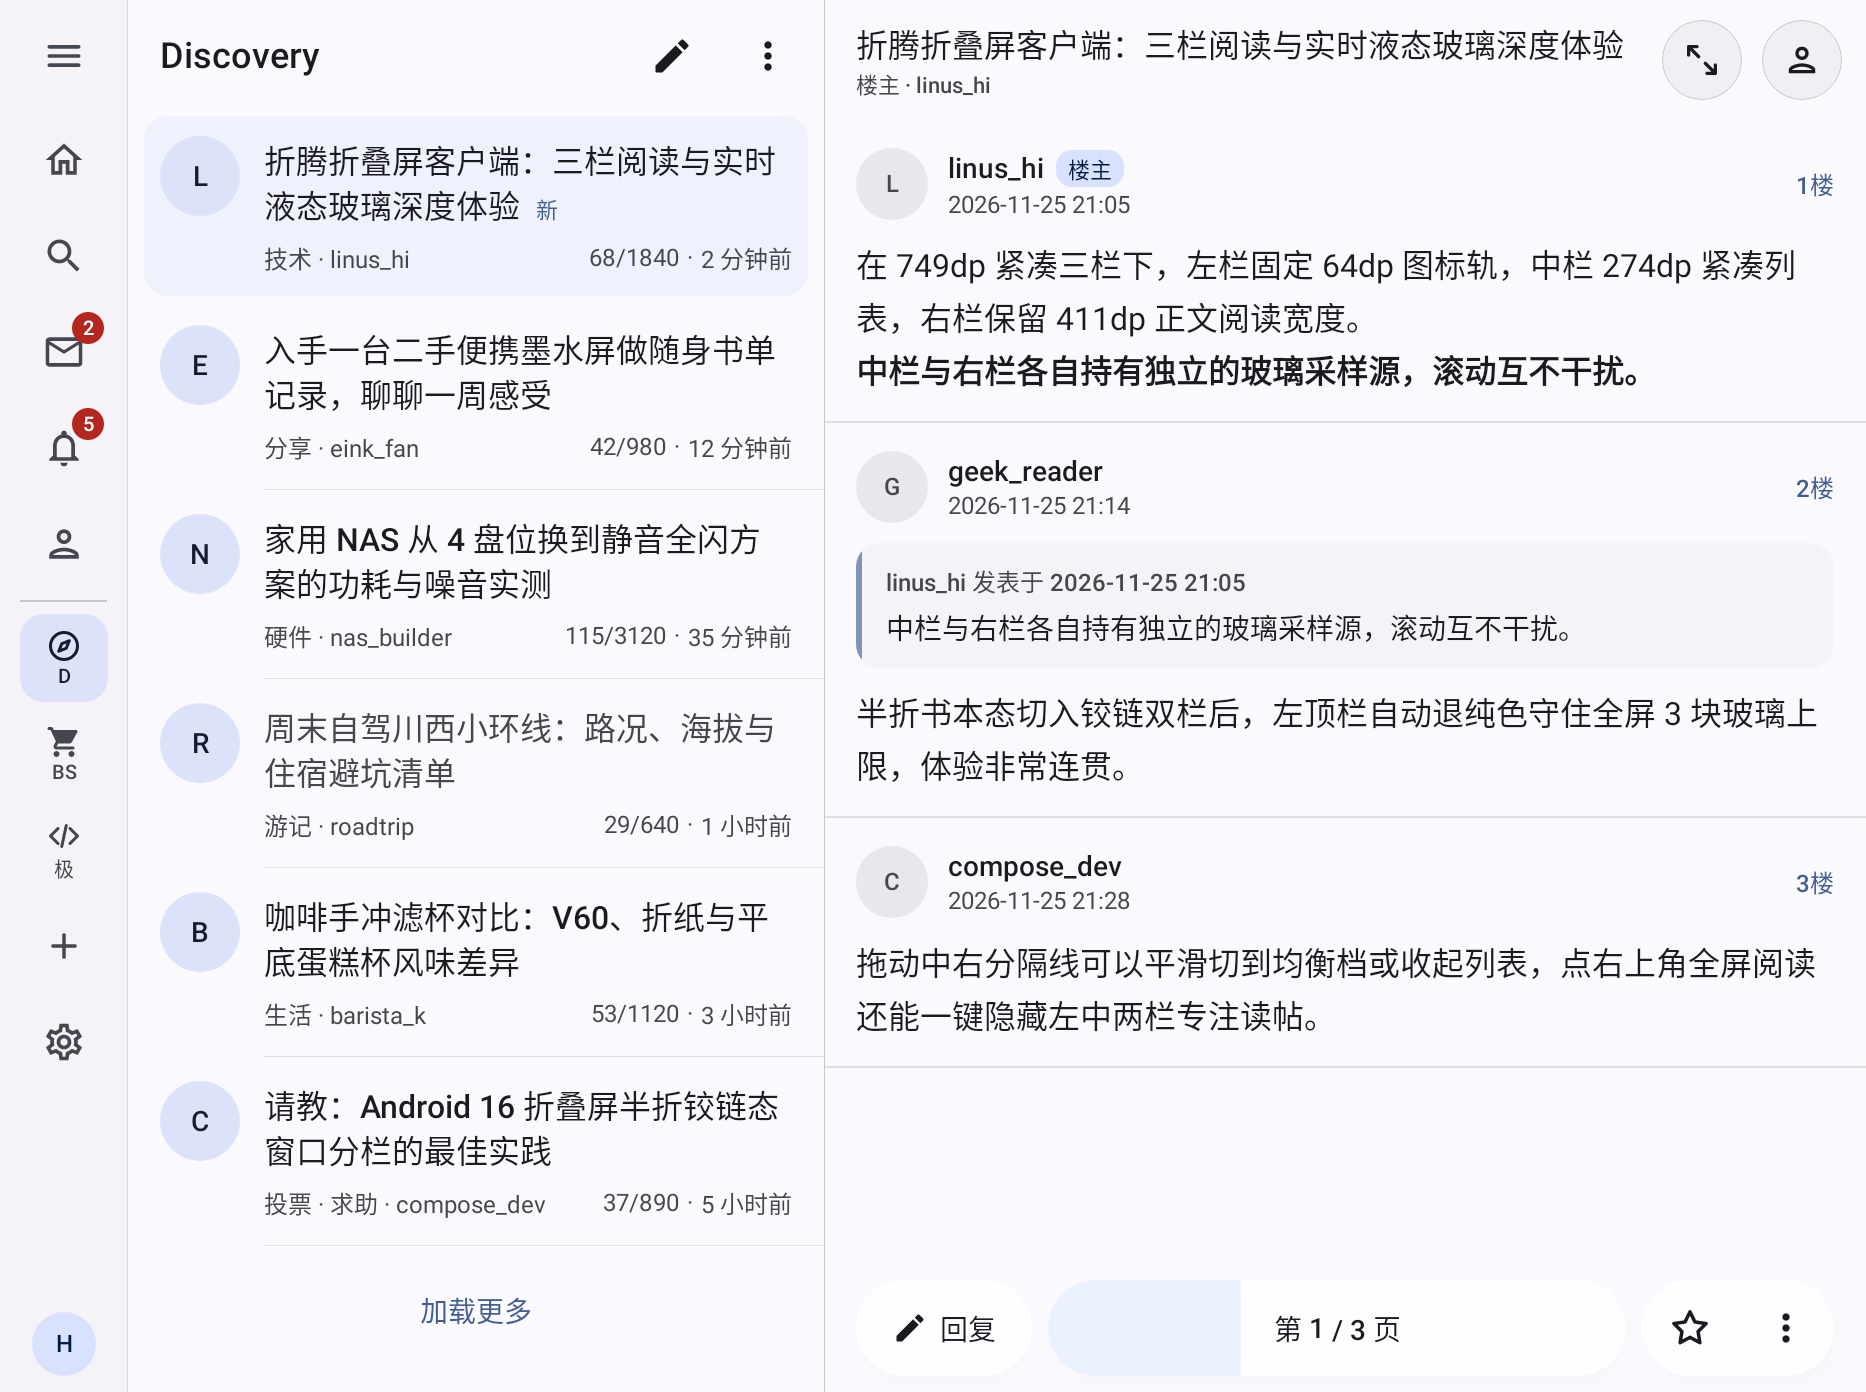 2
5
D
BS
极
H
Discovery
L
折腾折叠屏客户端：三栏阅读与实时
液态玻璃深度体验 新
技术 · linus_hi 68/1840 · 2 分钟前
E
入手一台二手便携墨水屏做随身书单
记录，聊聊一周感受
分享 · eink_fan 42/980 · 12 分钟前
N
家用 NAS 从 4 盘位换到静音全闪方
案的功耗与噪音实测
硬件 · nas_builder 115/3120 · 35 分钟前
R
周末自驾川西小环线：路况、海拔与
住宿避坑清单
游记 · roadtrip 29/640 · 1 小时前
B
咖啡手冲滤杯对比：V60、折纸与平
底蛋糕杯风味差异
生活 · barista_k 53/1120 · 3 小时前
C
请教：Android 16 折叠屏半折铰链态
窗口分栏的最佳实践
投票 · 求助 · compose_dev 37/890 · 5 小时前
加载更多
折腾折叠屏客户端：三栏阅读与实时液态玻璃深度体验
楼主 · linus_hi
L
linus_hi 楼主
2026-11-25 21:05
1楼
在 749dp 紧凑三栏下，左栏固定 64dp 图标轨，中栏 274dp 紧凑列
表，右栏保留 411dp 正文阅读宽度。
中栏与右栏各自持有独立的玻璃采样源，滚动互不干扰。
G
geek_reader
2026-11-25 21:14
2楼
linus_hi 发表于 2026-11-25 21:05
中栏与右栏各自持有独立的玻璃采样源，滚动互不干扰。
半折书本态切入铰链双栏后，左顶栏自动退纯色守住全屏 3 块玻璃上
限，体验非常连贯。
C
compose_dev
2026-11-25 21:28
3楼
拖动中右分隔线可以平滑切到均衡档或收起列表，点右上角全屏阅读
还能一键隐藏左中两栏专注读帖。
回复
第 1 / 3 页